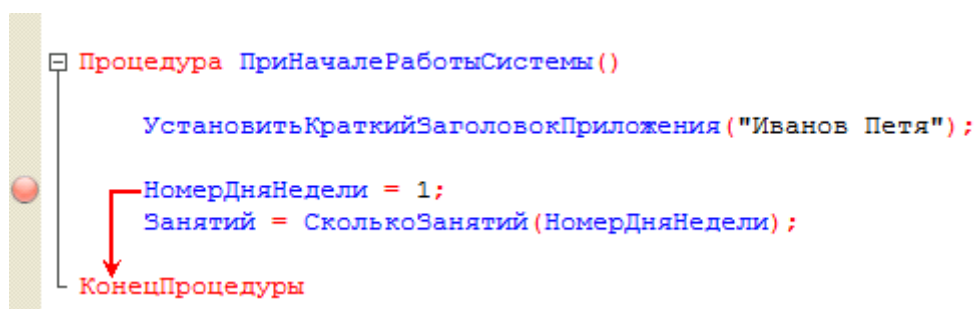 Процедура ПриНачалеРаботыСистемы()
УстановитьКраткийЗаголовокПриложения("Иванов Петя");
НомерДняНедели = 1;
Занятий = СколькоЗанятий(НомерДняНедели);
КонецПроцедуры